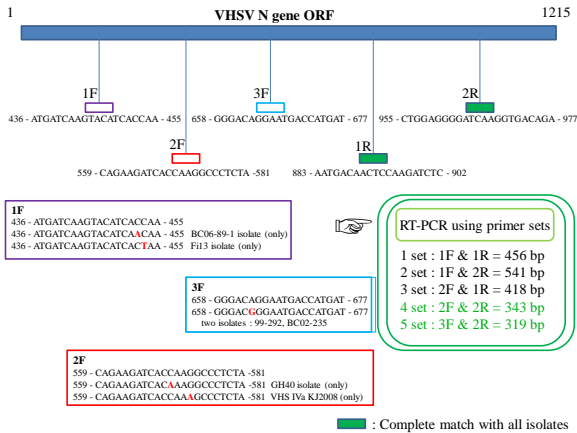 1
VHSV N gene ORF
1215
1F
3F
2R
436 - ATGATCAAGTACATCACCAA - 455
658 - GGGACAGGAATGACCATGAT - 677
955 - CTGGAGGGGATCAAGGTGACAGA - 977
2F
1R
559 - CAGAAGATCACCAAGGCCCTCTA -581
883 - AATGACAACTCCAAGATCTC - 902
1F
436 - ATGATCAAGTACATCACCAA - 455
436 - ATGATCAAGTACATCAACAA - 455 BC06-89-1 isolate (only)
436 - ATGATCAAGTACATCACTAA - 455 Fi13 isolate (only)
RT-PCR using primer sets
1 set : 1F & 1R = 456 bp
2 set : 1F & 2R = 541 bp
3 set : 2F & 2R = 418 bp
4 set : 2F & 2R = 343 bp
5 set : 3F & 2R = 319 bp
3F
658 - GGGACAGGAATGACCATGAT - 677
658 - GGGACGGGAATGACCATGAT - 677
two isolates : 99-292, BC02-235
2F
559 - CAGAAGATCACCAAGGCCCTCTA -581
559 - CAGAAGATCACAAAGGCCCTCTA -581 GH40 isolate (only)
559 - CAGAAGATCACCAAAGCCCTCTA -581 VHS IVa KJ2008 (only)
: Complete match with all isolates